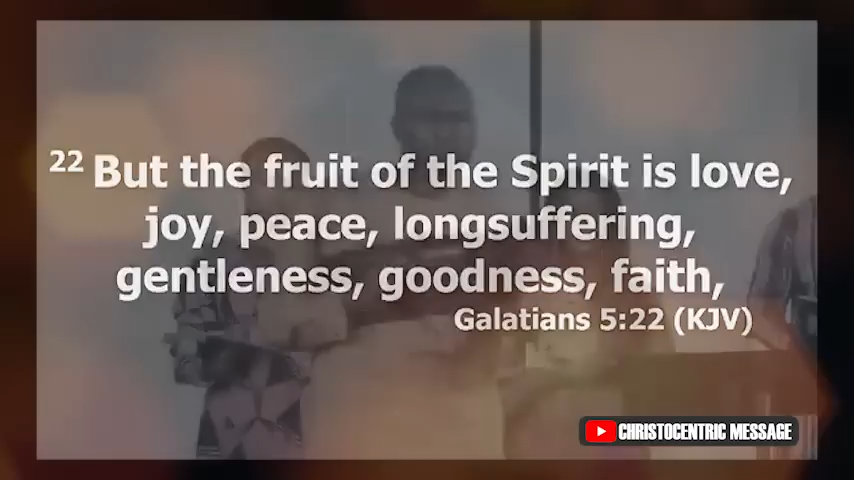 22 But the fruit of the Spirit is love,
joy, peace, longsuffering,
gentleness, goodness, faith,
Galatians 5:22 (KJV)
CHRISTOCENTRIC MESSAGE